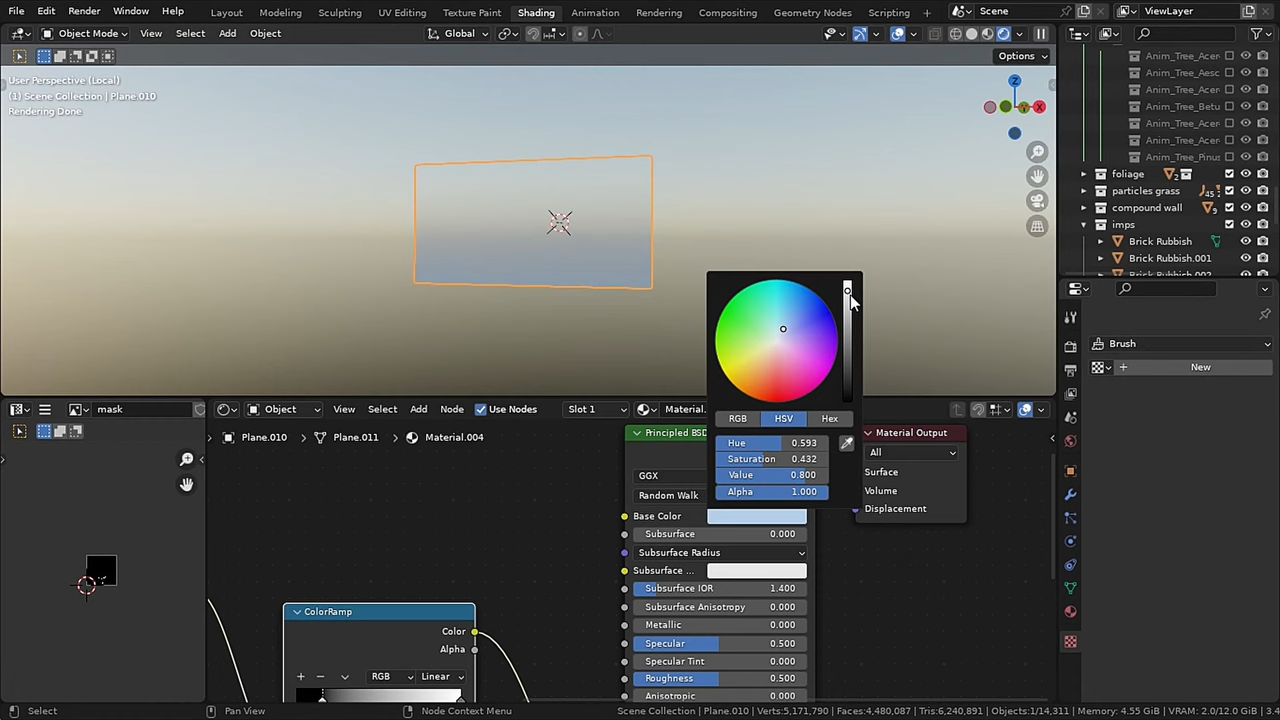 File Edit Render Window Help Layout Modeling Sculpting UV Editing Texture Paint Shading Animation Rendering Compositing Geometry Nodes Scripting + Scene ViewLayer
Object Mode View Select Add Object Global
Options
User Perspective (Local)
(1) Scene Collection | Plane.010
Rendering Done
Z
X
Anim_Tree_Acer
Anim_Tree_Aesc
Anim_Tree_Acer
Anim_Tree_Betu
Anim_Tree_Acer
Anim_Tree_Acer
Anim_Tree_Pinus
foliage 2
particles grass 45
compound wall 9
imps
Brick Rubbish
Brick Rubbish.001
Brick Rubbish.002
Brush
+ New
RGB HSV Hex
Hue 0.593
Saturation 0.432
Value 0.800
Alpha 1.000
mask
Object View Select Add Node Use Nodes Slot 1 Material.
Plane.010 > Plane.011 > Material.004
Principled BSD
GGX
Random Walk
Base Color
Subsurface 0.000
Subsurface Radius
Subsurface ...
Subsurface IOR 1.400
Subsurface Anisotropy 0.000
Metallic 0.000
Specular 0.500
Specular Tint 0.000
Roughness 0.500
Anisotropic 0.000
Material Output
All
Surface
Volume
Displacement
ColorRamp
Color
Alpha
+ − RGB Linear
Select Pan View Node Context Menu Scene Collection | Plane.010 | Verts:5,171,790 | Faces:4,480,087 | Tris:6,240,891 | Objects:1/14,311 | Memory: 4.55 GiB | VRAM: 2.0/12.0 GiB | 3.4